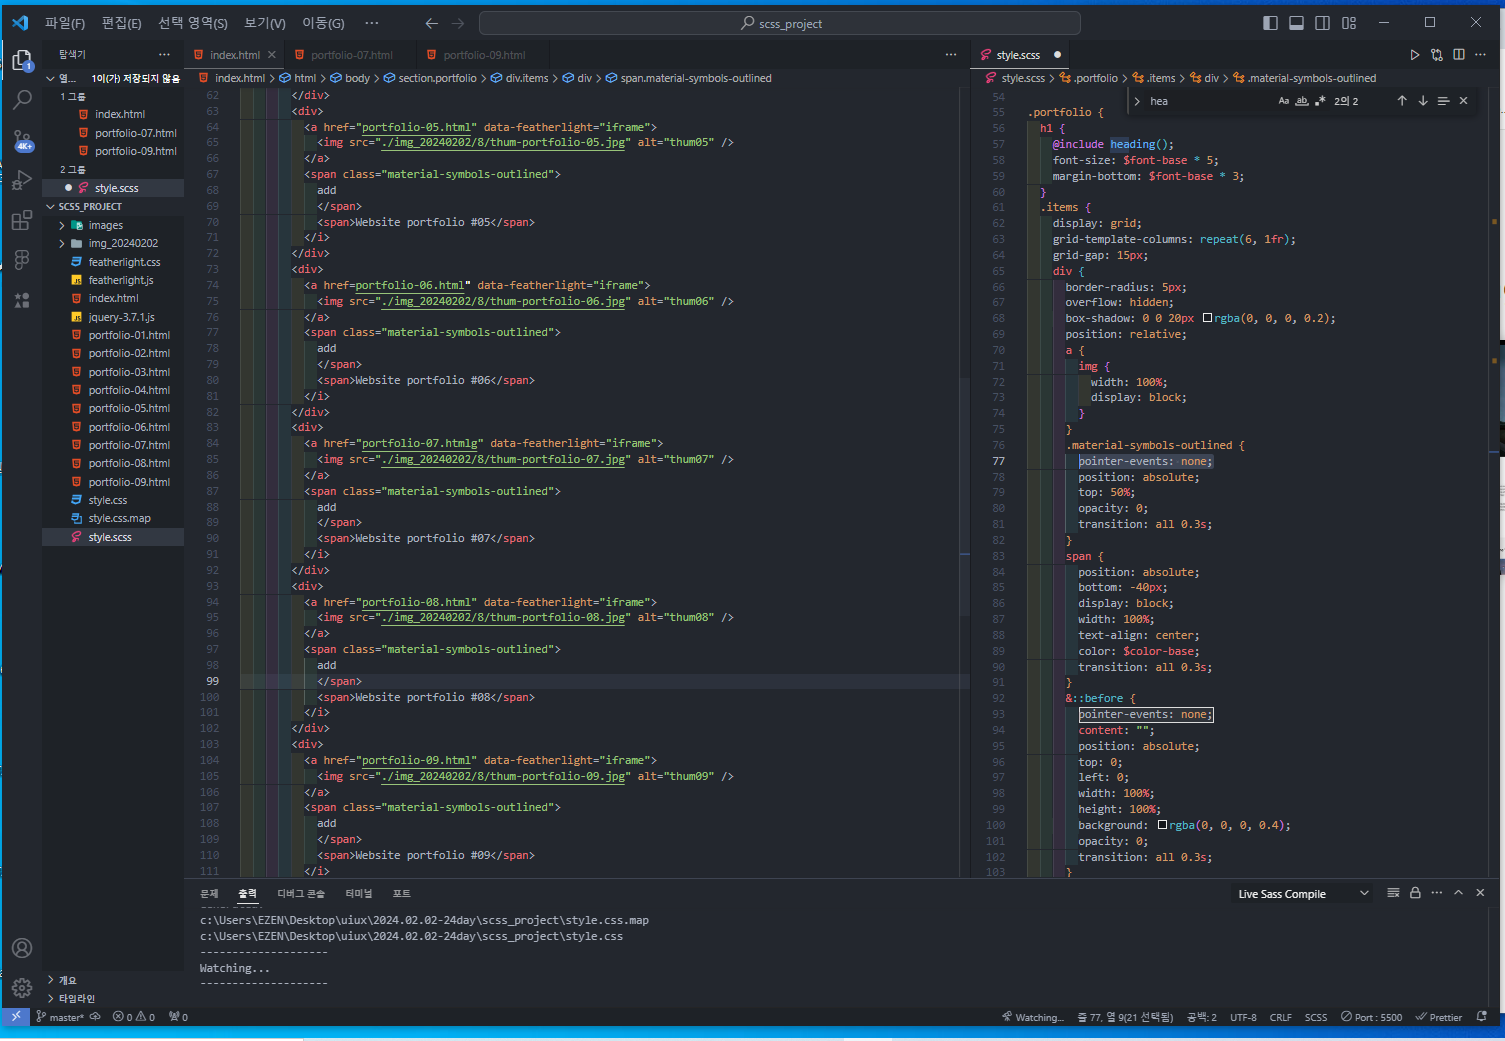 파일(F) 편집(E) 선택 영역(S) 보기(V) 이동(G) ···
scss_project
탐색기
열... 1이(가) 저장되지 않음
1 그룹
index.html
portfolio-07.html
portfolio-09.html
2 그룹
style.scss
SCSS_PROJECT
images
img_20240202
featherlight.css
featherlight.js
index.html
jquery-3.7.1.js
portfolio-01.html
portfolio-02.html
portfolio-03.html
portfolio-04.html
portfolio-05.html
portfolio-06.html
portfolio-07.html
portfolio-08.html
portfolio-09.html
style.css
style.css.map
style.scss
개요
타임라인
1
4K+
index.html portfolio-07.html portfolio-09.html
index.html > html > body > section.portfolio > div.items > div > span.material-symbols-outlined
62 </div>
63 <div>
64 <a href="portfolio-05.html" data-featherlight="iframe">
65 <img src="./img_20240202/8/thum-portfolio-05.jpg" alt="thum05" />
66 </a>
67 <span class="material-symbols-outlined">
68 add
69 </span>
70 <span>Website portfolio #05</span>
71 </i>
72 </div>
73 <div>
74 <a href=portfolio-06.html" data-featherlight="iframe">
75 <img src="./img_20240202/8/thum-portfolio-06.jpg" alt="thum06" />
76 </a>
77 <span class="material-symbols-outlined">
78 add
79 </span>
80 <span>Website portfolio #06</span>
81 </i>
82 </div>
83 <div>
84 <a href="portfolio-07.htmlg" data-featherlight="iframe">
85 <img src="./img_20240202/8/thum-portfolio-07.jpg" alt="thum07" />
86 </a>
87 <span class="material-symbols-outlined">
88 add
89 </span>
90 <span>Website portfolio #07</span>
91 </i>
92 </div>
93 <div>
94 <a href="portfolio-08.html" data-featherlight="iframe">
95 <img src="./img_20240202/8/thum-portfolio-08.jpg" alt="thum08" />
96 </a>
97 <span class="material-symbols-outlined">
98 add
99 </span>
100 <span>Website portfolio #08</span>
101 </i>
102 </div>
103 <div>
104 <a href="portfolio-09.html" data-featherlight="iframe">
105 <img src="./img_20240202/8/thum-portfolio-09.jpg" alt="thum09" />
106 </a>
107 <span class="material-symbols-outlined">
108 add
109 </span>
110 <span>Website portfolio #09</span>
111 </i>
style.scss
style.scss > .portfolio > .items > div > .material-symbols-outlined
hea Aa ab .* 2의 2
54
55 .portfolio {
56 h1 {
57 @include heading();
58 font-size: $font-base * 5;
59 margin-bottom: $font-base * 3;
60 }
61 .items {
62 display: grid;
63 grid-template-columns: repeat(6, 1fr);
64 grid-gap: 15px;
65 div {
66 border-radius: 5px;
67 overflow: hidden;
68 box-shadow: 0 0 20px rgba(0, 0, 0, 0.2);
69 position: relative;
70 a {
71 img {
72 width: 100%;
73 display: block;
74 }
75 }
76 .material-symbols-outlined {
77 pointer-events: none;
78 position: absolute;
79 top: 50%;
80 opacity: 0;
81 transition: all 0.3s;
82 }
83 span {
84 position: absolute;
85 bottom: -40px;
86 display: block;
87 width: 100%;
88 text-align: center;
89 color: $color-base;
90 transition: all 0.3s;
91 }
92 &::before {
93 pointer-events: none;
94 content: "";
95 position: absolute;
96 top: 0;
97 left: 0;
98 width: 100%;
99 height: 100%;
100 background: rgba(0, 0, 0, 0.4);
101 opacity: 0;
102 transition: all 0.3s;
103 }
문제 출력 디버그 콘솔 터미널 포트
Live Sass Compile
c:\Users\EZEN\Desktop\uiux\2024.02.02-24day\scss_project\style.css.map
c:\Users\EZEN\Desktop\uiux\2024.02.02-24day\scss_project\style.css
--------------------
Watching...
--------------------
master* 0 0 0
Watching... 줄 77, 열 9(21 선택됨) 공백: 2 UTF-8 CRLF SCSS Port : 5500 Prettier